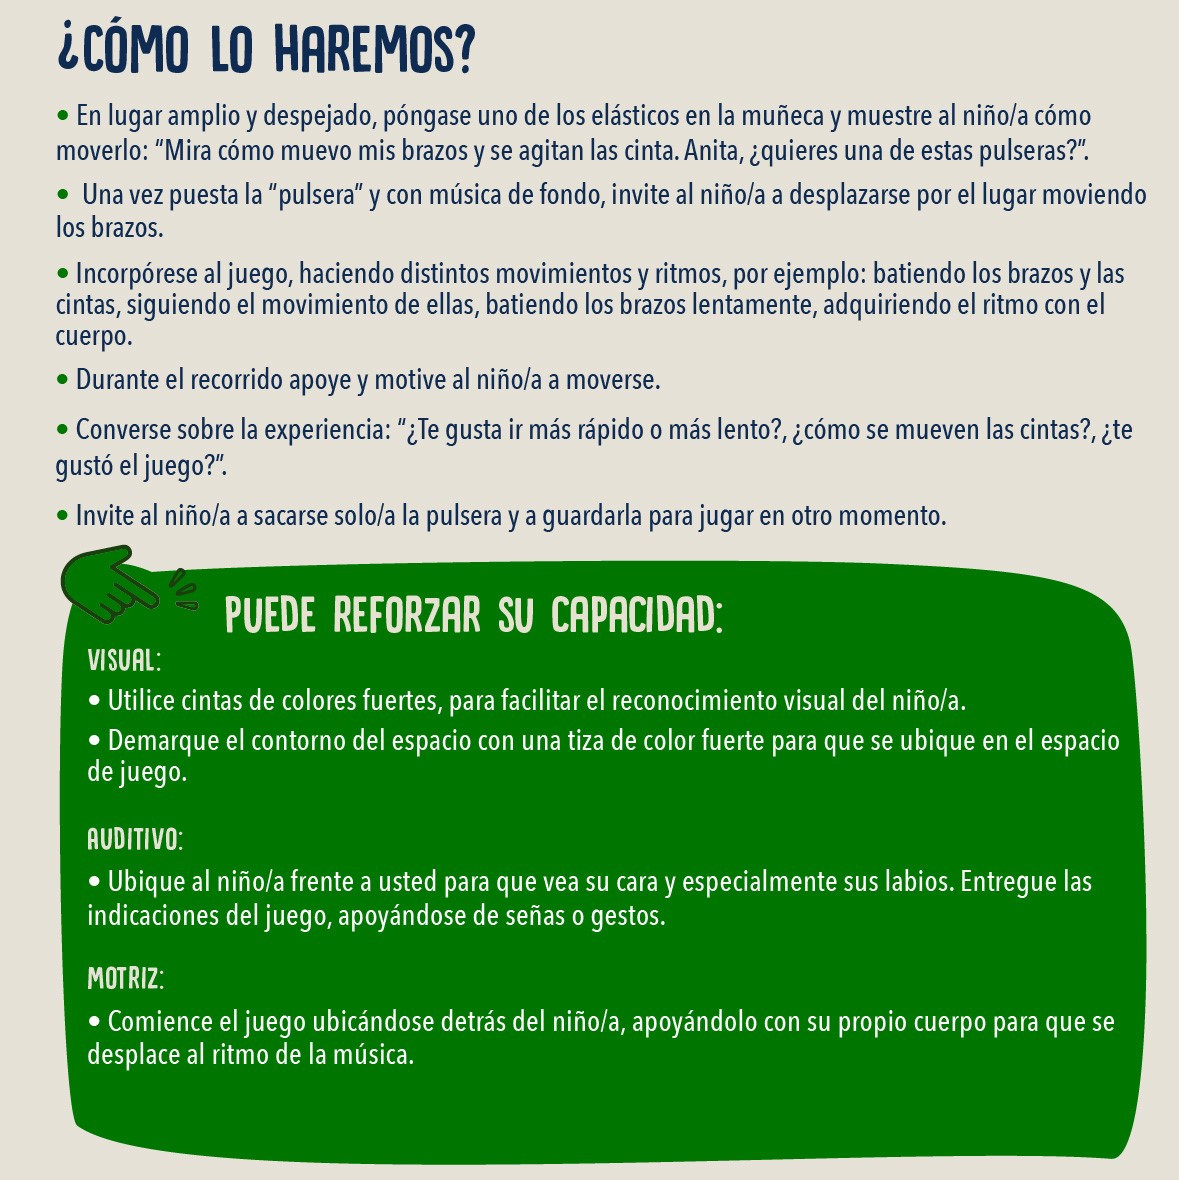 ¿CÓMO LO HAREMOS?
• En lugar amplio y despejado, póngase uno de los elásticos en la muñeca y muestre al niño/a cómo
moverlo: “Mira cómo muevo mis brazos y se agitan las cinta. Anita, ¿quieres una de estas pulseras?”.
• Una vez puesta la “pulsera” y con música de fondo, invite al niño/a a desplazarse por el lugar moviendo
los brazos.
• Incorpórese al juego, haciendo distintos movimientos y ritmos, por ejemplo: batiendo los brazos y las
cintas, siguiendo el movimiento de ellas, batiendo los brazos lentamente, adquiriendo el ritmo con el
cuerpo.
• Durante el recorrido apoye y motive al niño/a a moverse.
• Converse sobre la experiencia: “¿Te gusta ir más rápido o más lento?, ¿cómo se mueven las cintas?, ¿te
gustó el juego?”.
• Invite al niño/a a sacarse solo/a la pulsera y a guardarla para jugar en otro momento.
PUEDE REFORZAR SU CAPACIDAD:
VISUAL:
• Utilice cintas de colores fuertes, para facilitar el reconocimiento visual del niño/a.
• Demarque el contorno del espacio con una tiza de color fuerte para que se ubique en el espacio
de juego.
AUDITIVO:
• Ubique al niño/a frente a usted para que vea su cara y especialmente sus labios. Entregue las
indicaciones del juego, apoyándose de señas o gestos.
MOTRIZ:
• Comience el juego ubicándose detrás del niño/a, apoyándolo con su propio cuerpo para que se
desplace al ritmo de la música.